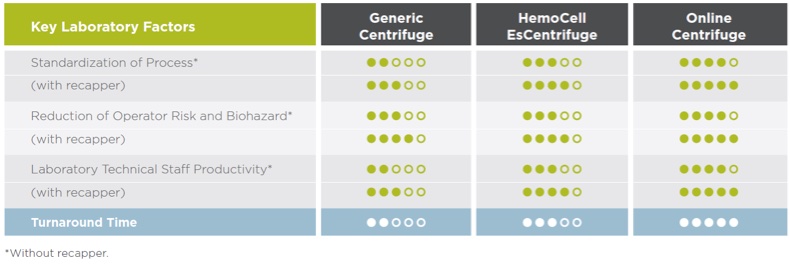 Key Laboratory Factors
Generic
Centrifuge
HemoCell
EsCentrifuge
Online
Centrifuge
Standardization of Process*
(with recapper)
Reduction of Operator Risk and Biohazard*
(with recapper)
Laboratory Technical Staff Productivity*
(with recapper)
Turnaround Time
*Without recapper.